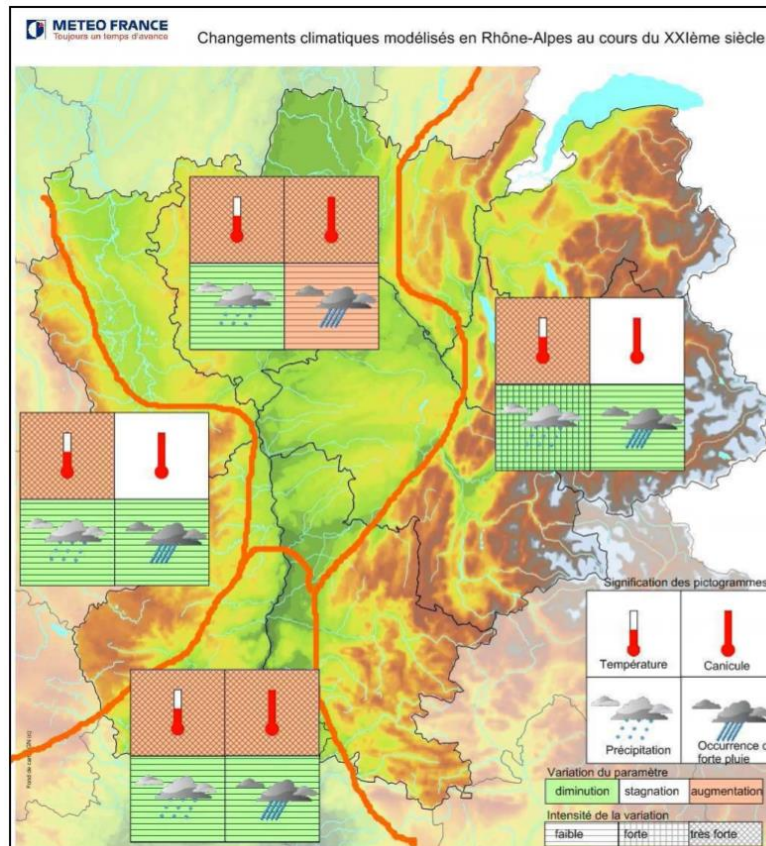 METEO FRANCE
Toujours un temps d'avance
Changements climatiques modélisés en Rhône-Alpes au cours du XXIème siècle
Signification des pictogrammes
Température
Canicule
Précipitation
Occurrence d
forte pluie
Variation du paramètre
diminution
stagnation
augmentation
Intensité de la variation
faible
forte
très forte